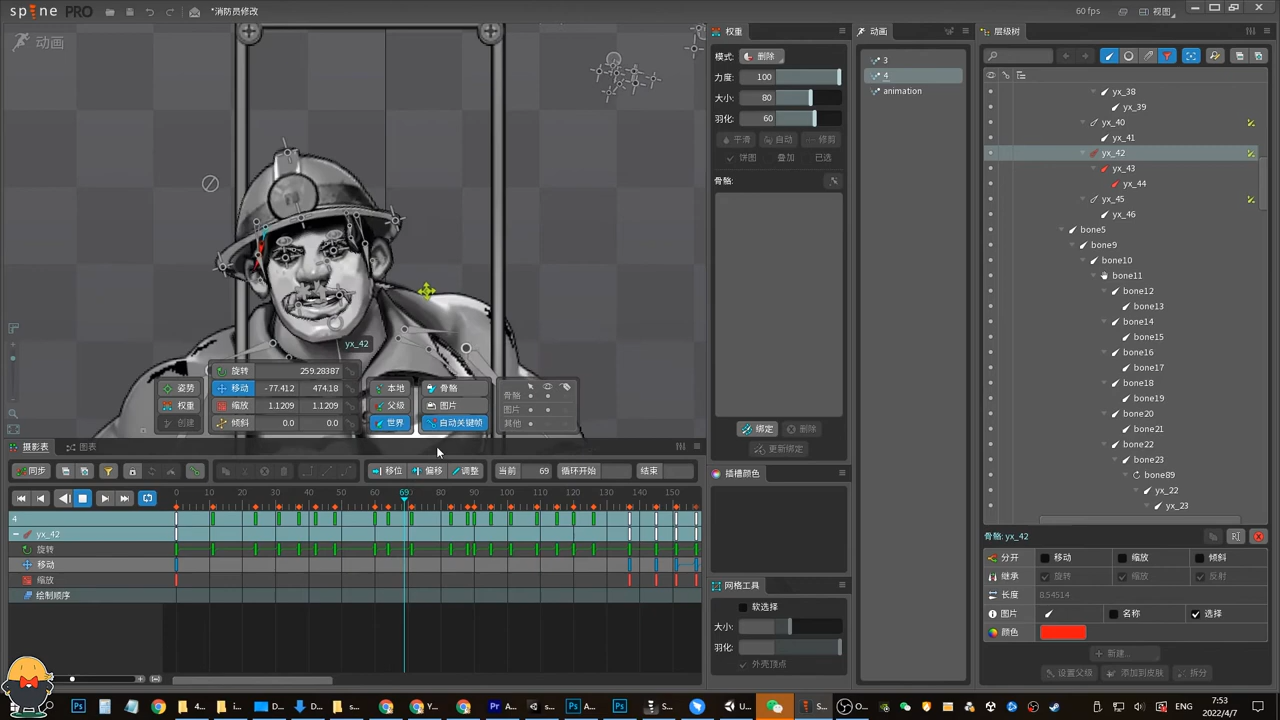 spine PRO
*消防员修改
60 fps
视图
动画
权重
模式: 删除
力度: 100
大小: 80
羽化: 60
平滑 自动 修剪
饼图 叠加 已选
骨骼:
绑定 删除
更新绑定
插槽颜色
网格工具
软选择
大小:
羽化:
外壳顶点
动画
3
4
animation
层级树
yx_38
yx_39
yx_40
yx_41
yx_42
yx_43
yx_44
yx_45
yx_46
bone5
bone9
bone10
bone11
bone12
bone13
bone14
bone15
bone16
bone17
bone18
bone19
bone20
bone21
bone22
bone23
bone89
yx_22
yx_23
骨骼: yx_42
分开 移动 缩放 倾斜
继承 旋转 缩放 反射
长度 8.54514
图片 名称 选择
颜色
新建...
设置父级 添加到皮肤 拆分
yx_42
姿势
权重
创建
旋转 259.28387
移动 -77.412 474.18
缩放 1.1209 1.1209
倾斜 0.0 0.0
本地
父级
世界
骨骼
图片
自动关键帧
骨骼
图片
其他
摄影表 图表
同步 移位 偏移 调整 当前 69 循环开始 结束
0 10 20 30 40 50 60 69 80 90 100 110 120 130 140 150
4
yx_42
旋转
移动
缩放
绘制顺序
英 7:53
ENG 2022/4/7